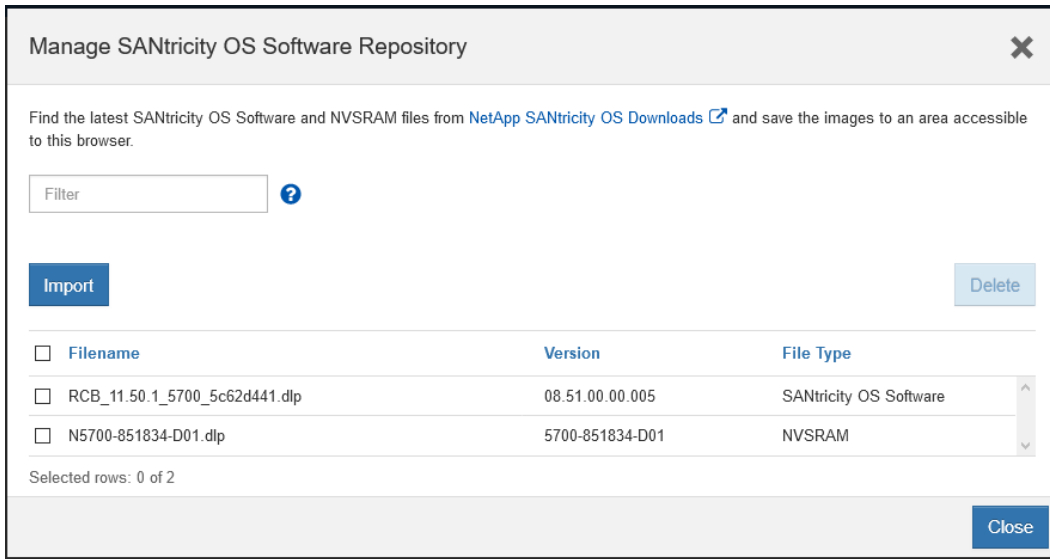 Manage SANtricity OS Software Repository
Find the latest SANtricity OS Software and NVSRAM files from NetApp SANtricity OS Downloads and save the images to an area accessible
to this browser.
Filter
Import
Delete
Filename Version File Type
RCB_11.50.1_5700_5c62d441.dlp 08.51.00.00.005 SANtricity OS Software
N5700-851834-D01.dlp 5700-851834-D01 NVSRAM
Selected rows: 0 of 2
Close